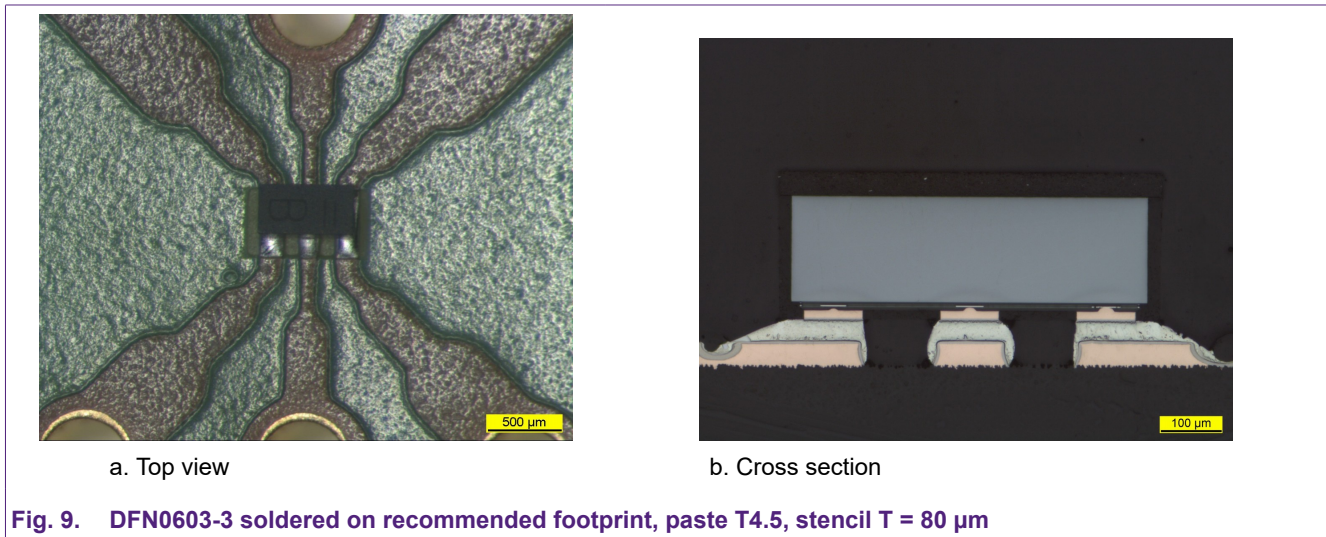 500 µm
100 µm
a. Top view
b. Cross section
Fig. 9. DFN0603-3 soldered on recommended footprint, paste T4.5, stencil T = 80 µm